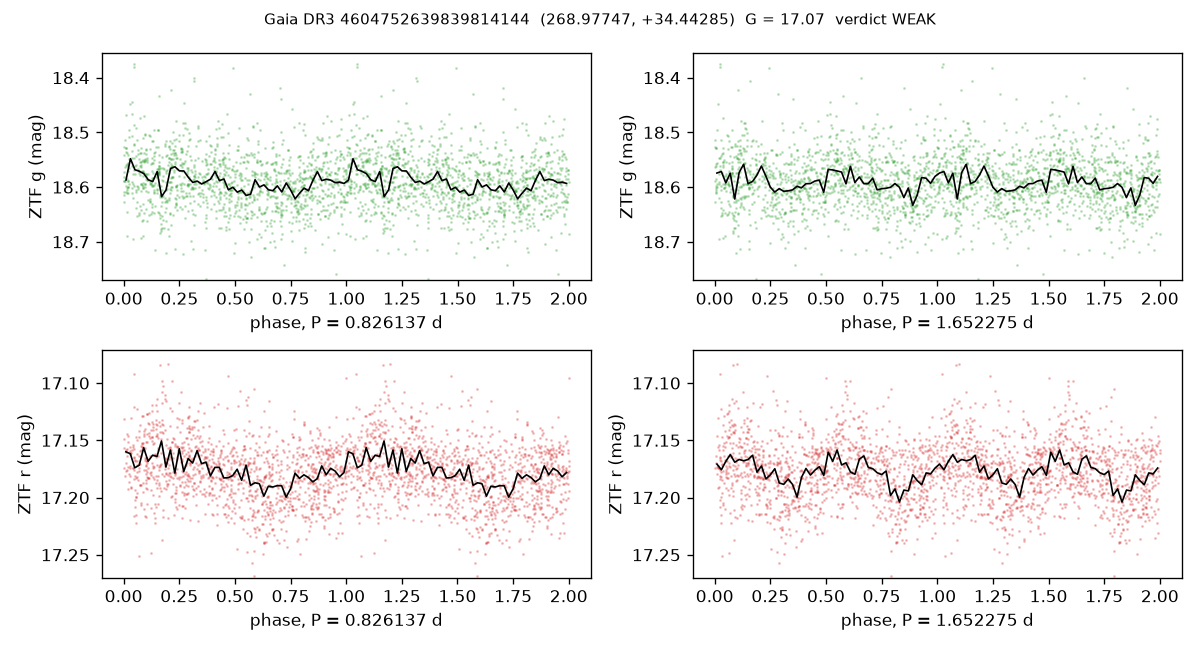 Gaia DR3 4604752639839814144 (268.97747, +34.44285) G = 17.07 verdict WEAK
ZTF g (mag)
18.4
18.5
18.6
18.7
0.00 0.25 0.50 0.75 1.00 1.25 1.50 1.75 2.00
phase, P = 0.826137 d
ZTF g (mag)
18.4
18.5
18.6
18.7
0.00 0.25 0.50 0.75 1.00 1.25 1.50 1.75 2.00
phase, P = 1.652275 d
ZTF r (mag)
17.10
17.15
17.20
17.25
0.00 0.25 0.50 0.75 1.00 1.25 1.50 1.75 2.00
phase, P = 0.826137 d
ZTF r (mag)
17.10
17.15
17.20
17.25
0.00 0.25 0.50 0.75 1.00 1.25 1.50 1.75 2.00
phase, P = 1.652275 d